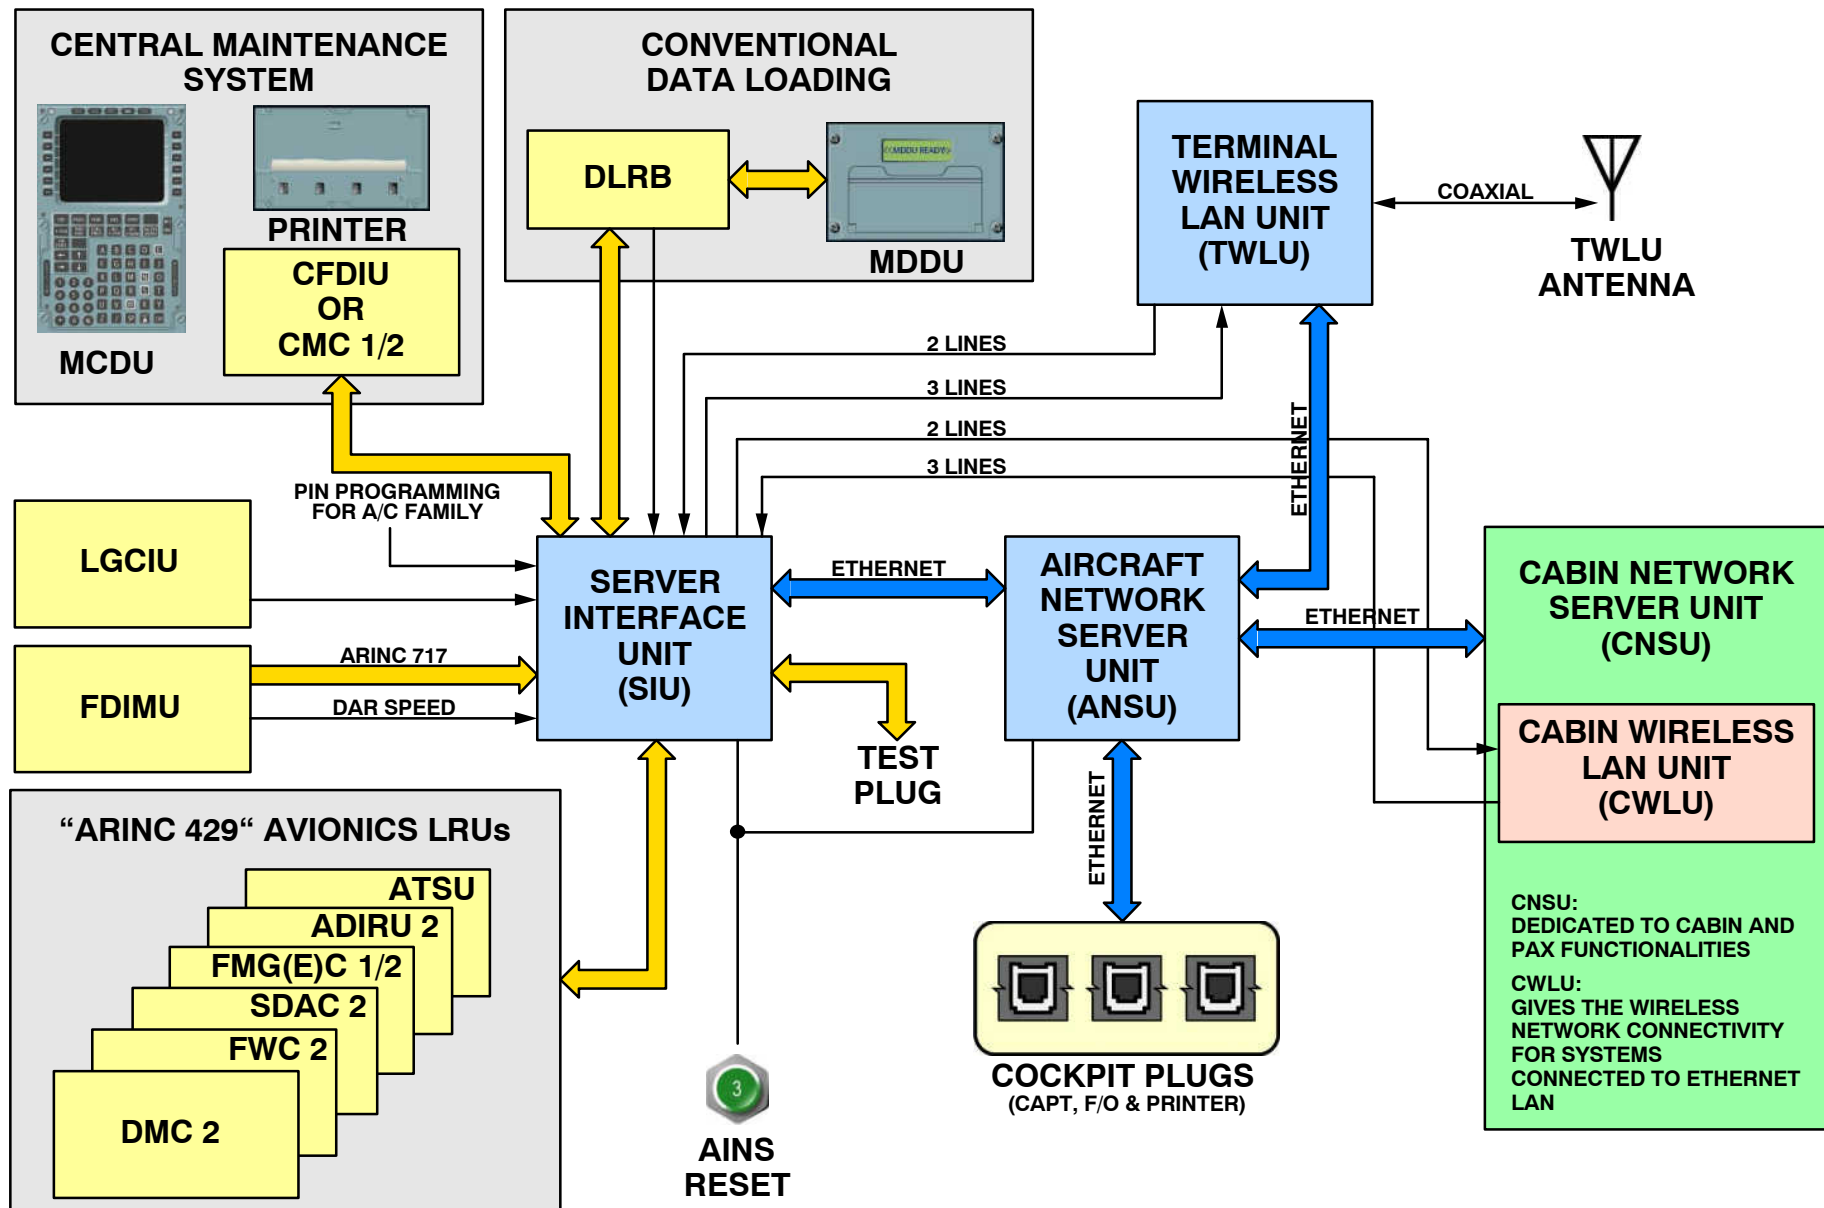 CENTRAL MAINTENANCE
SYSTEM
PRINTER
MCDU
CFDIU
OR
CMC 1/2
CONVENTIONAL
DATA LOADING
DLRB
MDDU READY
MDDU
TERMINAL
WIRELESS
LAN UNIT
(TWLU)
COAXIAL
TWLU
ANTENNA
2 LINES
3 LINES
2 LINES
3 LINES
ETHERNET
PIN PROGRAMMING
FOR A/C FAMILY
LGCIU
FDIMU
ARINC 717
DAR SPEED
SERVER
INTERFACE
UNIT
(SIU)
ETHERNET
AIRCRAFT
NETWORK
SERVER
UNIT
(ANSU)
ETHERNET
CABIN NETWORK
SERVER UNIT
(CNSU)
CABIN WIRELESS
LAN UNIT
(CWLU)
CNSU:
DEDICATED TO CABIN AND
PAX FUNCTIONALITIES
CWLU:
GIVES THE WIRELESS
NETWORK CONNECTIVITY
FOR SYSTEMS
CONNECTED TO ETHERNET
LAN
TEST
PLUG
ETHERNET
COCKPIT PLUGS
(CAPT, F/O & PRINTER)
3
AINS
RESET
“ARINC 429“ AVIONICS LRUs
ATSU
ADIRU 2
FMG(E)C 1/2
SDAC 2
FWC 2
DMC 2